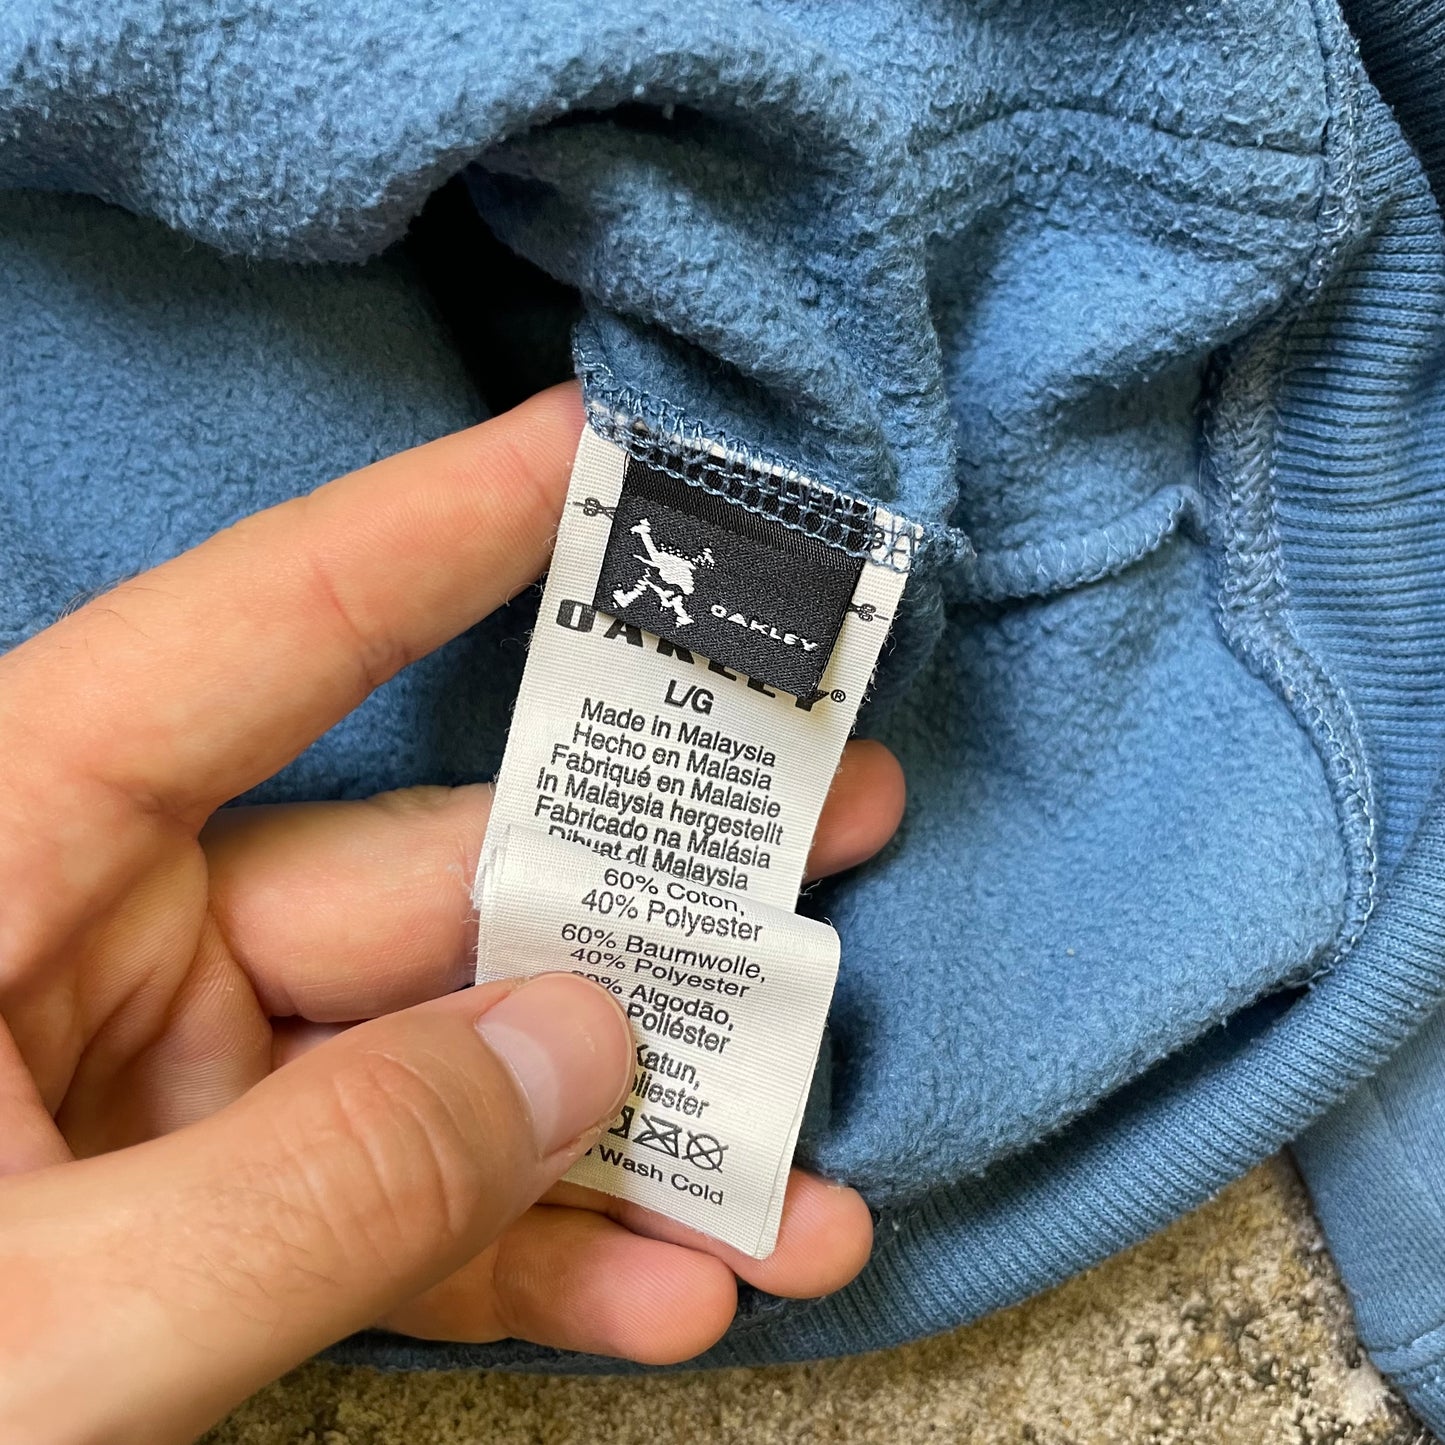 OAKLEY
OAKLEY®
L/G
Made in Malaysia
Hecho en Malasia
Fabriqué en Malaisie
In Malaysia hergestellt
Fabricado na Malásia
Dibuat di Malaysia
60% Coton,
40% Polyester
60% Baumwolle,
40% Polyester
Algodão,
Poliéster
Katun,
Wash Cold